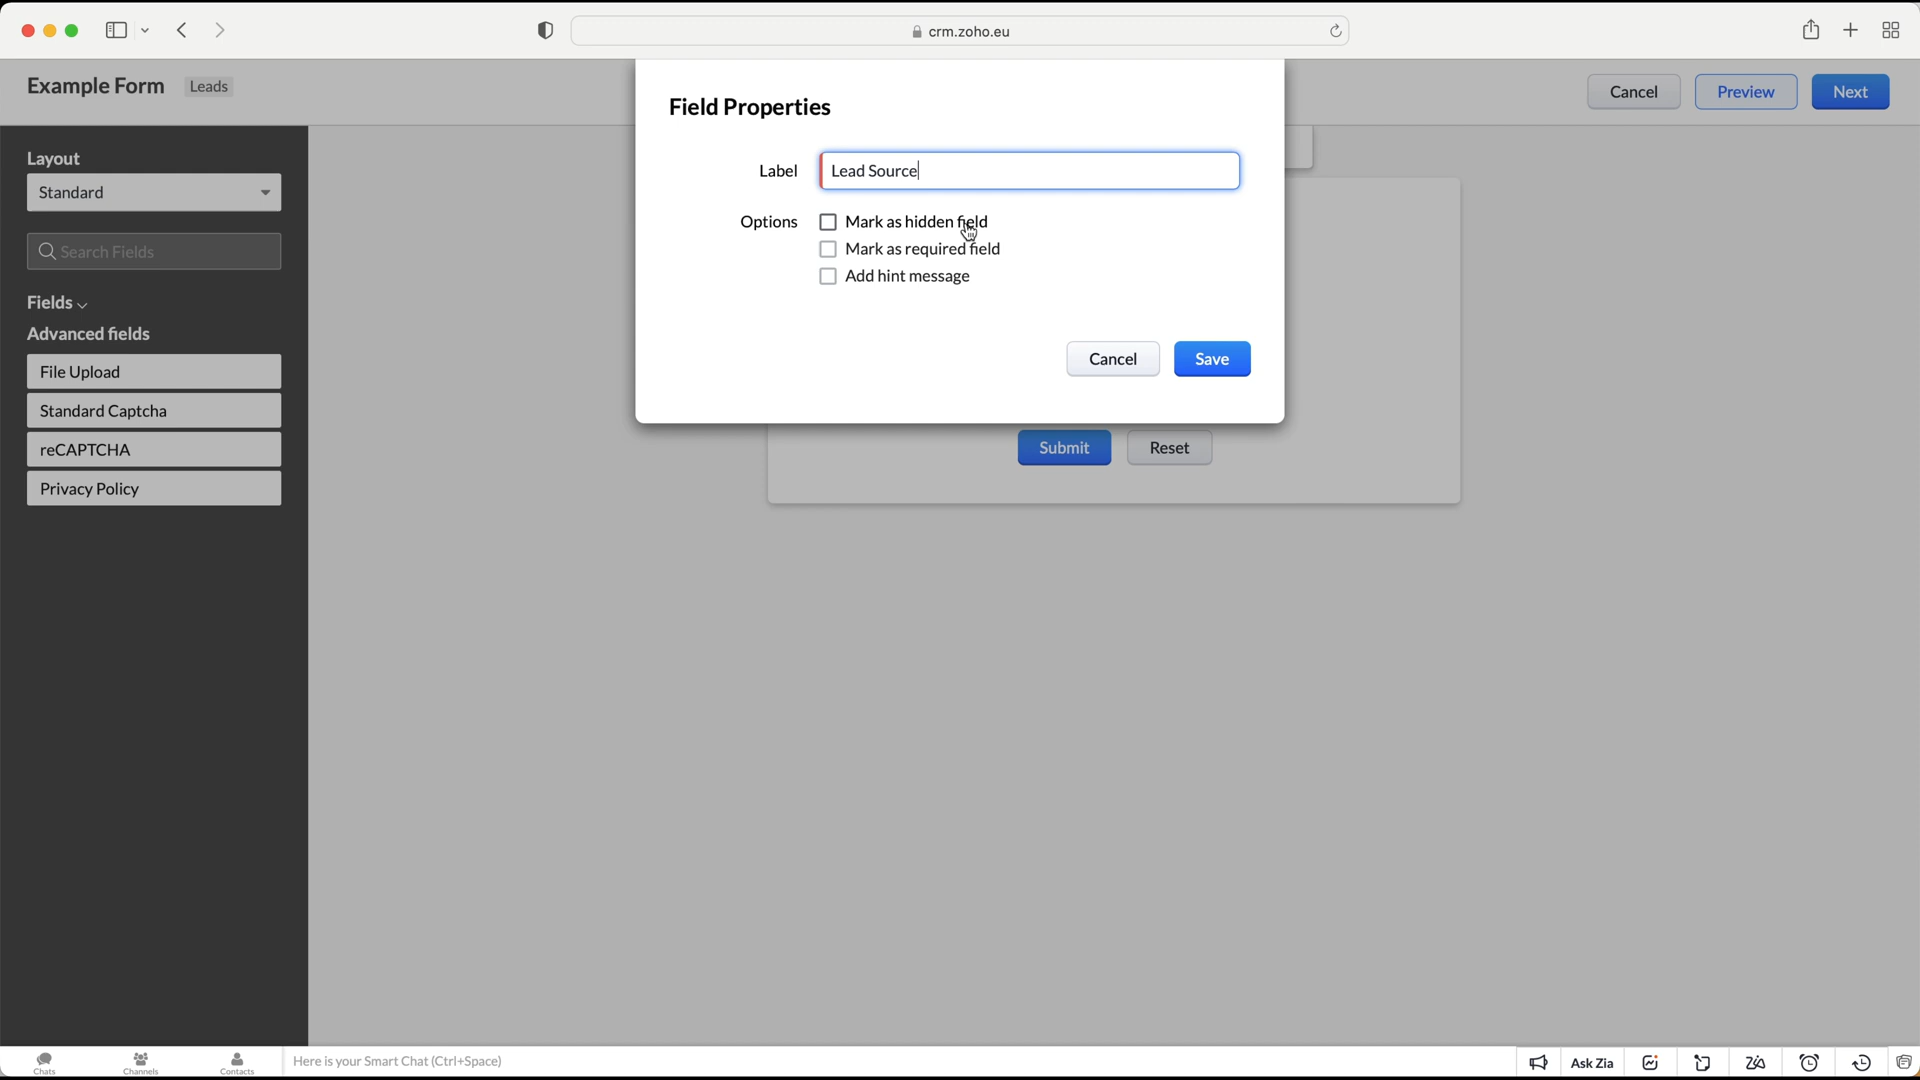 crm.zoho.eu
Example Form Leads
Cancel Preview Next
Field Properties
Label Lead Source
Options Mark as hidden field
Mark as required field
Add hint message
Cancel Save
Submit Reset
Layout
Standard
Search Fields
Fields
Advanced fields
File Upload
Standard Captcha
reCAPTCHA
Privacy Policy
Chats Channels Contacts Here is your Smart Chat (Ctrl+Space) Ask Zia